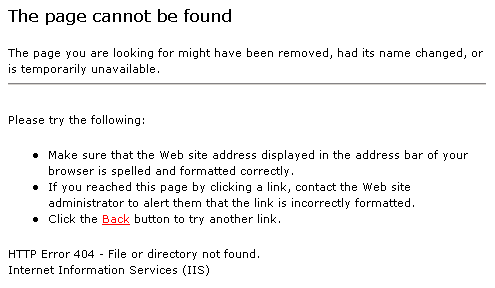 The page cannot be found
The page you are looking for might have been removed, had its name changed, or
is temporarily unavailable.
Please try the following:
● Make sure that the Web site address displayed in the address bar of your
browser is spelled and formatted correctly.
● If you reached this page by clicking a link, contact the Web site
administrator to alert them that the link is incorrectly formatted.
● Click the Back button to try another link.
HTTP Error 404 - File or directory not found.
Internet Information Services (IIS)